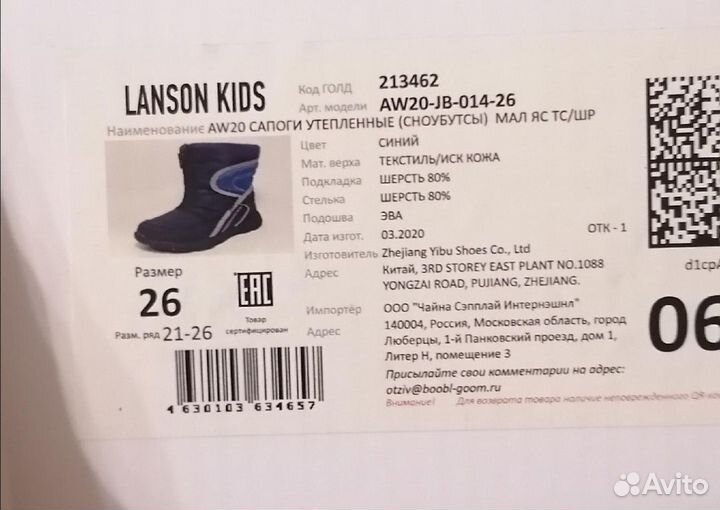 LANSON KIDS
Код ГОЛД 213462
Арт. модели AW20-JB-014-26
Наименование AW20 САПОГИ УТЕПЛЕННЫЕ (СНОУБУТСЫ) МАЛ ЯС ТС/ШР
Цвет СИНИЙ
Мат. верха ТЕКСТИЛЬ/ИСК КОЖА
Подкладка ШЕРСТЬ 80%
Стелька ШЕРСТЬ 80%
Подошва ЭВА
Дата изгот. 03.2020 ОТК - 1
Изготовитель Zhejiang Yibu Shoes Co., Ltd
Адрес Китай, 3RD STOREY EAST PLANT NO.1088
YONGZAI ROAD, PUJIANG, ZHEJIANG.
Размер
26
Разм. ряд 21-26
EAC
Товар
сертифицирован
Импортёр ООО "Чайна Сэпплай Интернэшнл"
Адрес 140004, Россия, Московская область, город
Люберцы, 1-й Панковский проезд, дом 1,
Литер Н, помещение 3
Присылайте свои комментарии на адрес:
otziv@boobl-goom.ru
Внимание! Для возврата товара наличие неповрежденного QR-ко
4 630103 634657
d1cpA
06
Avito